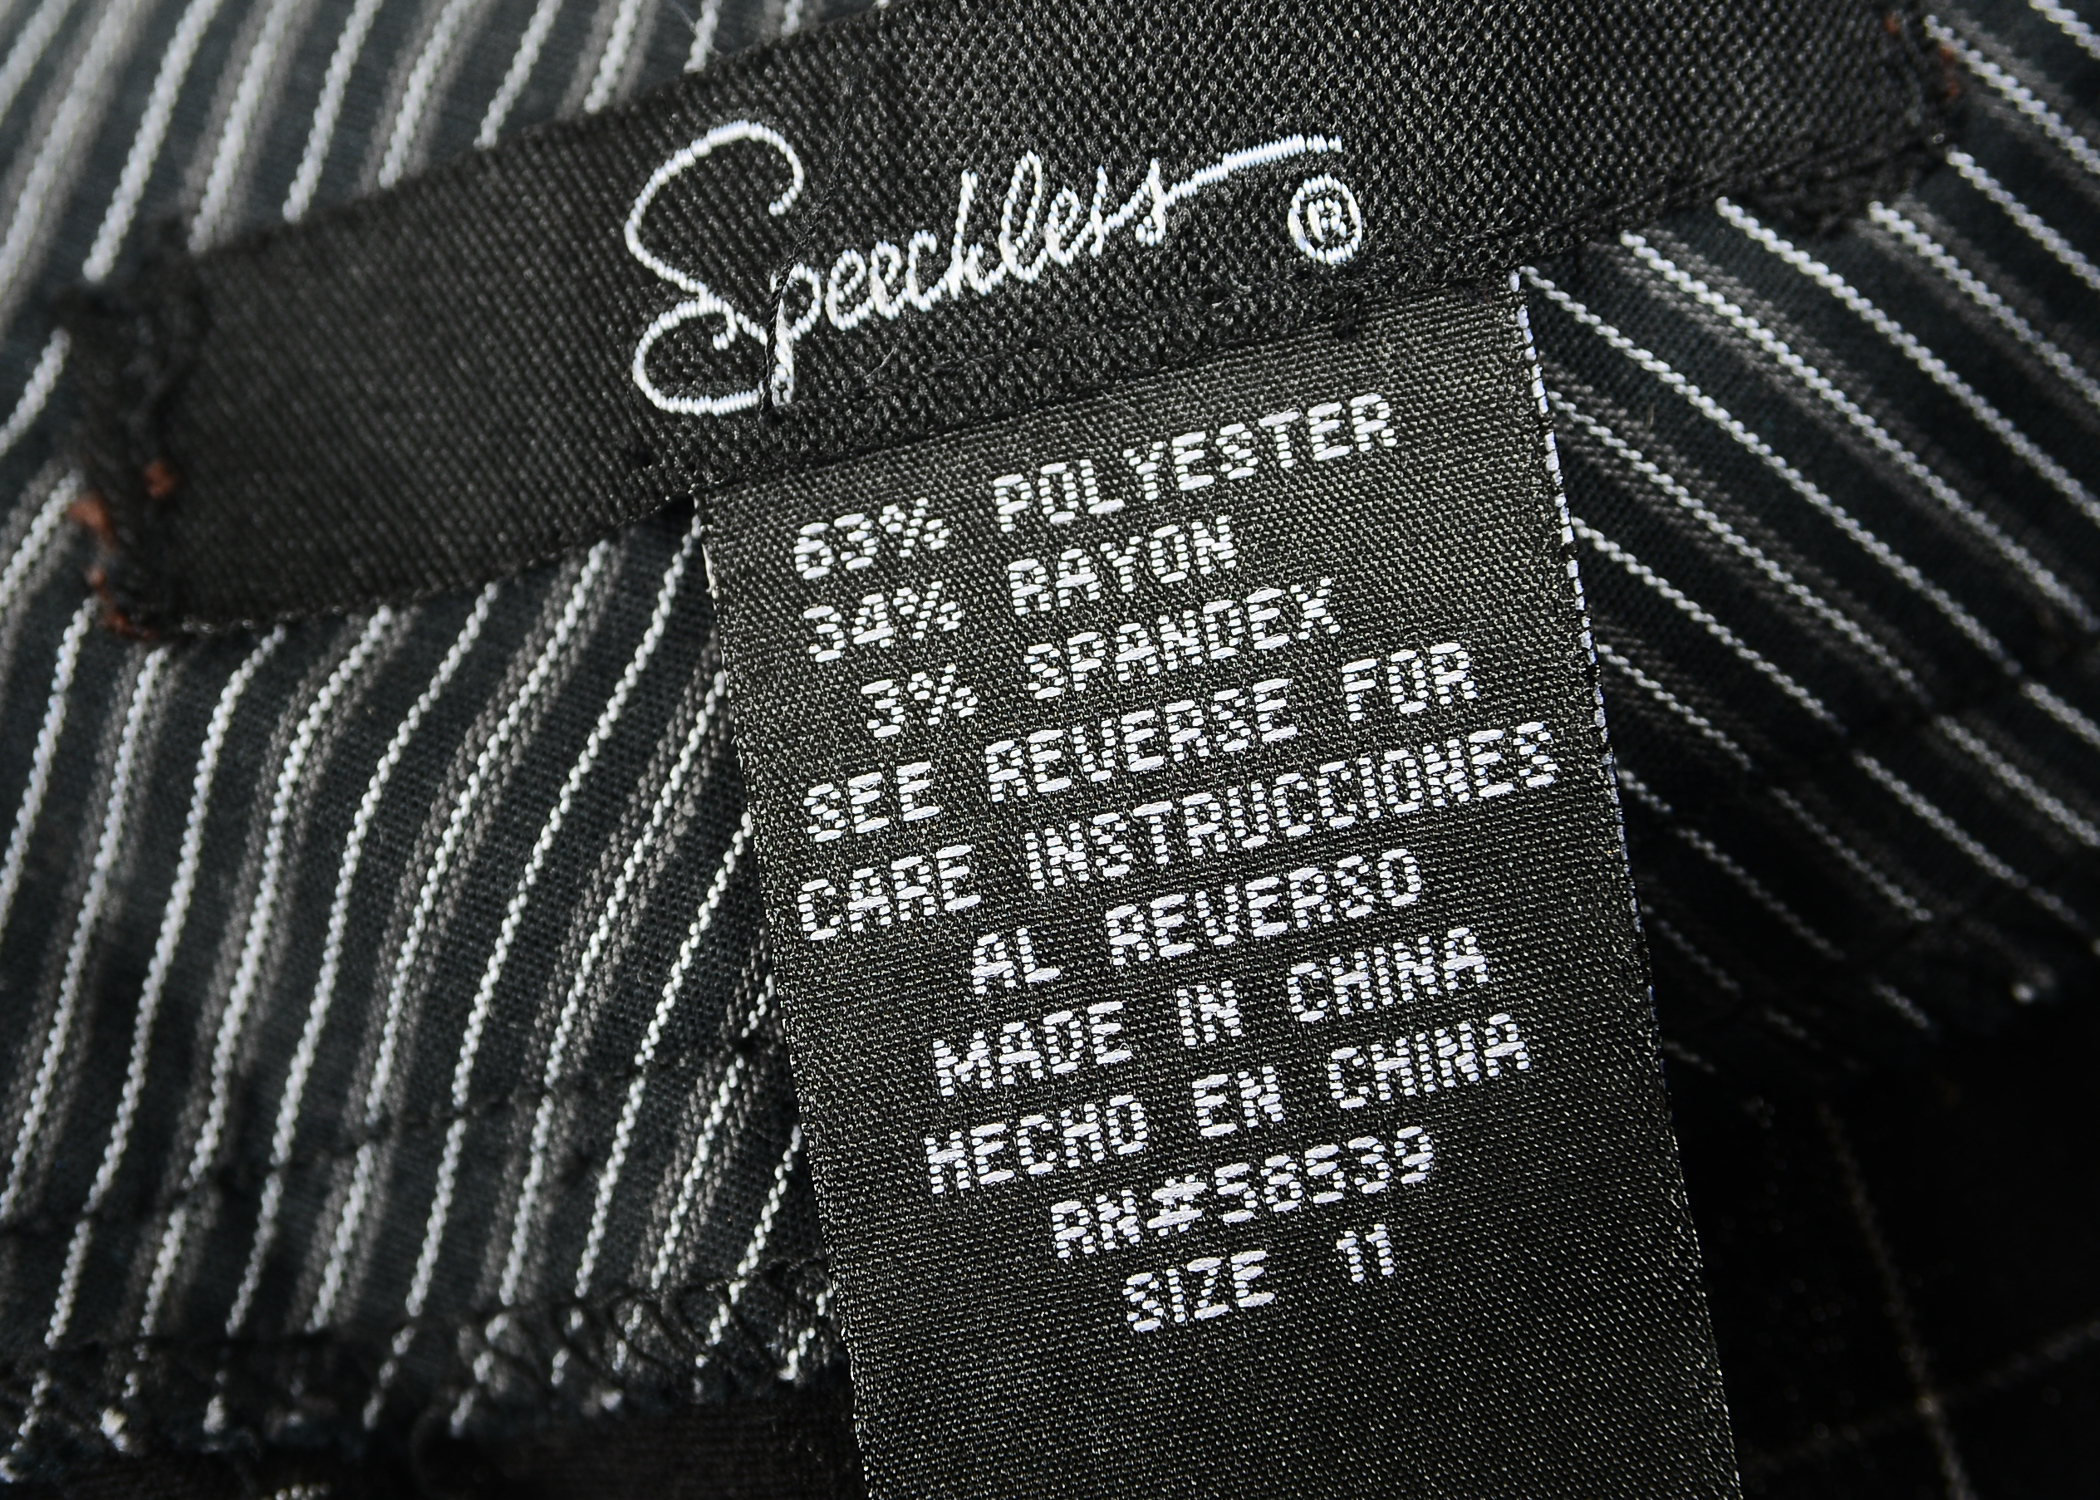 Speechless®
63% POLYESTER
34% RAYON
3% SPANDEX
SEE REVERSE FOR
CARE INSTRUCCIONES
AL REVERSO
MADE IN CHINA
HECHO EN CHINA
RN#58539
SIZE 11